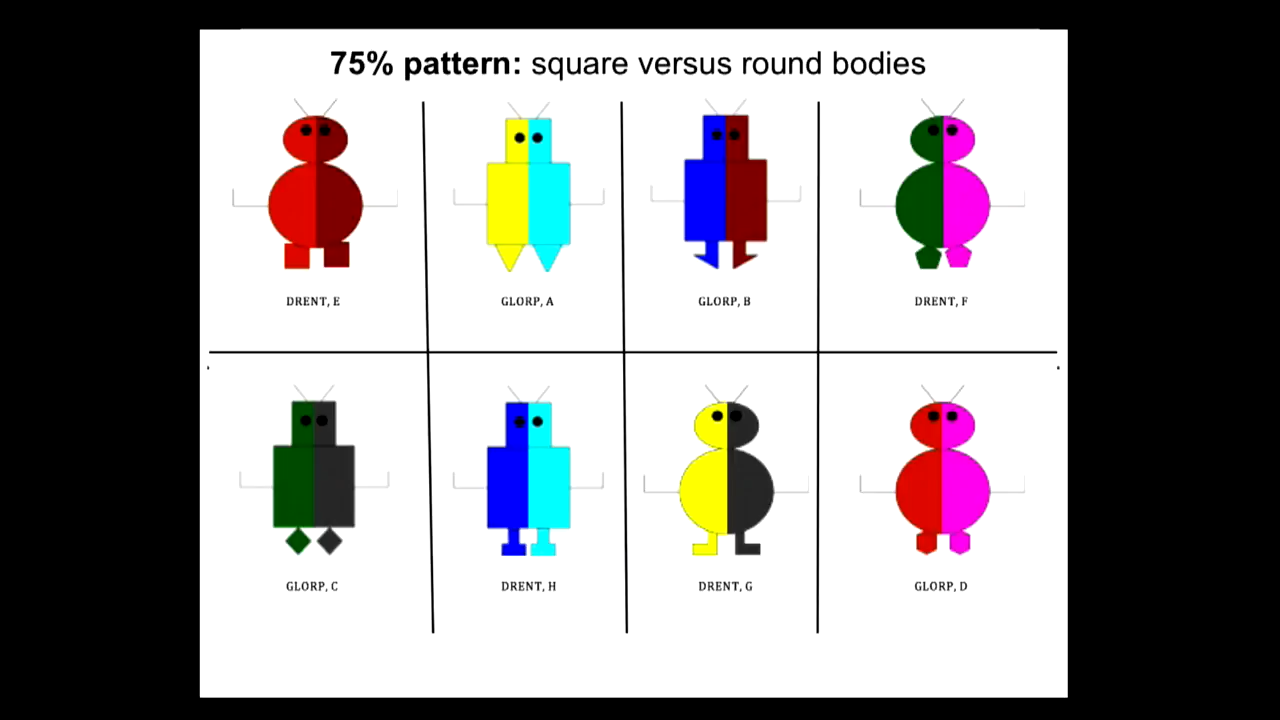 75% pattern: square versus round bodies
DRENT, E
GLORP, A
GLORP, B
DRENT, F
GLORP, C
DRENT, H
DRENT, G
GLORP, D